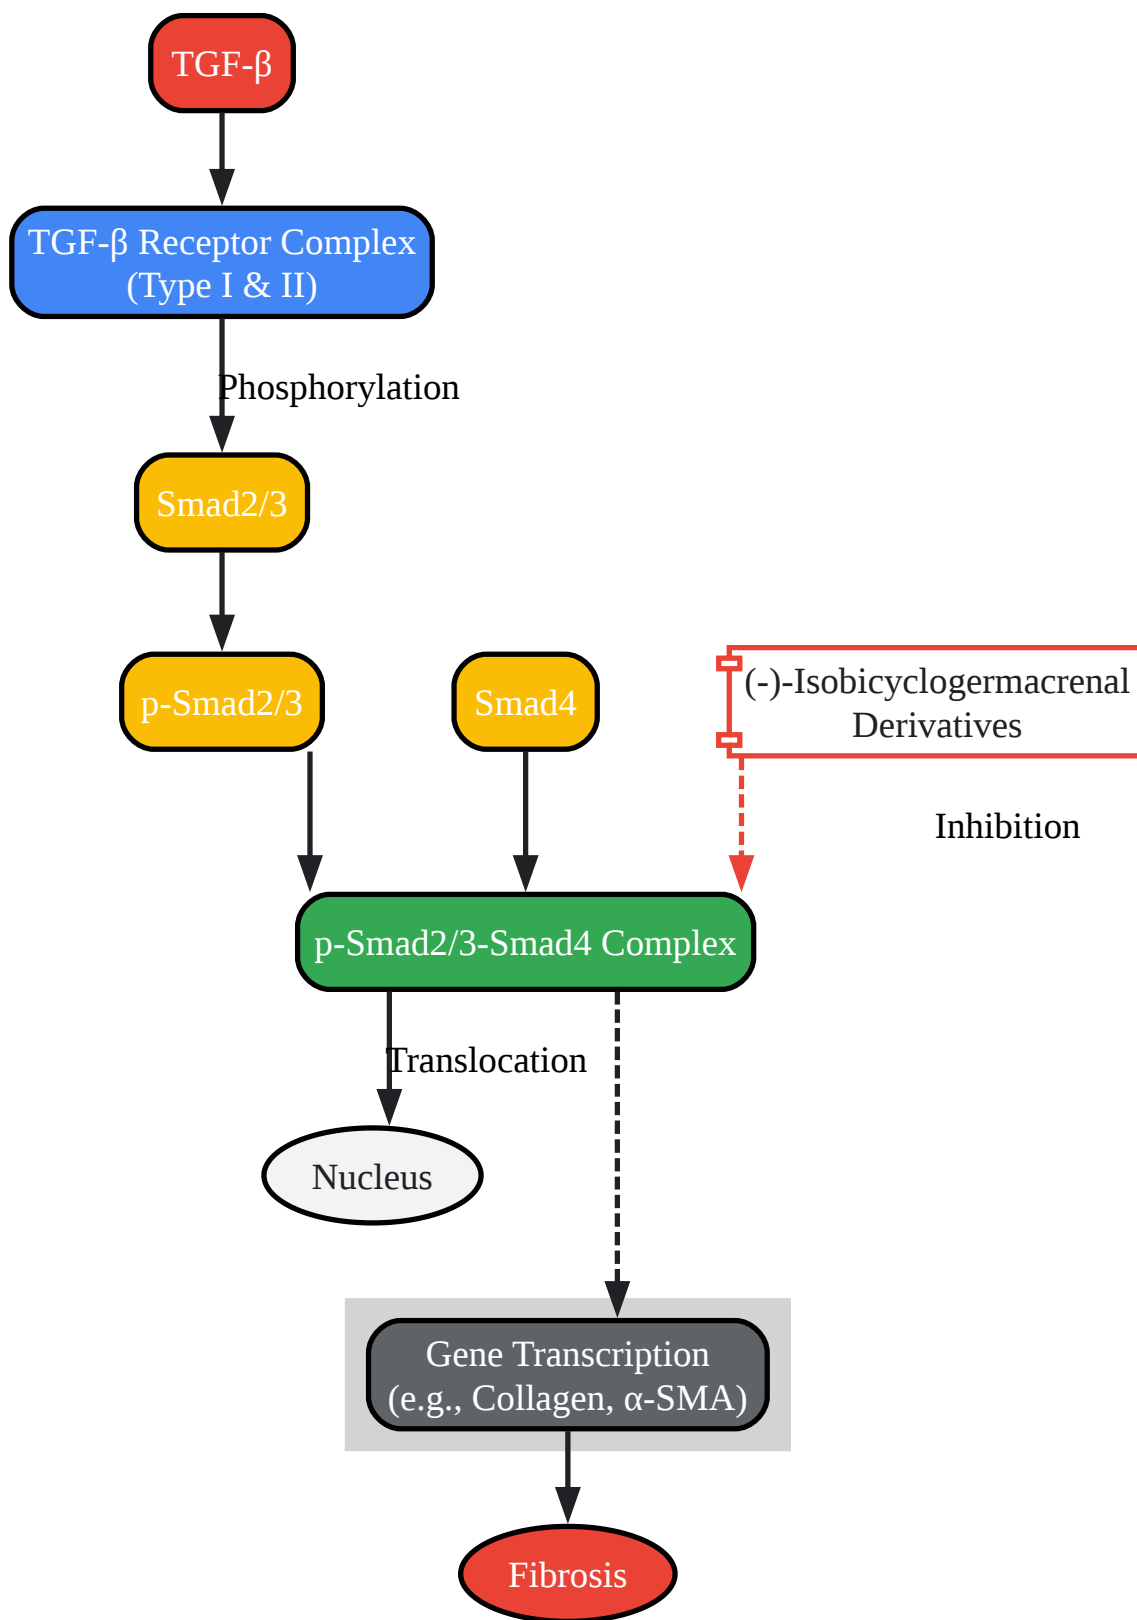 TGF-β
TGF-β Receptor Complex
(Type I & II)
Phosphorylation
Smad2/3
p-Smad2/3
Smad4
(-)-Isobicyclogermacrenal
Derivatives
Inhibition
p-Smad2/3-Smad4 Complex
Translocation
Nucleus
Gene Transcription
(e.g., Collagen, α-SMA)
Fibrosis